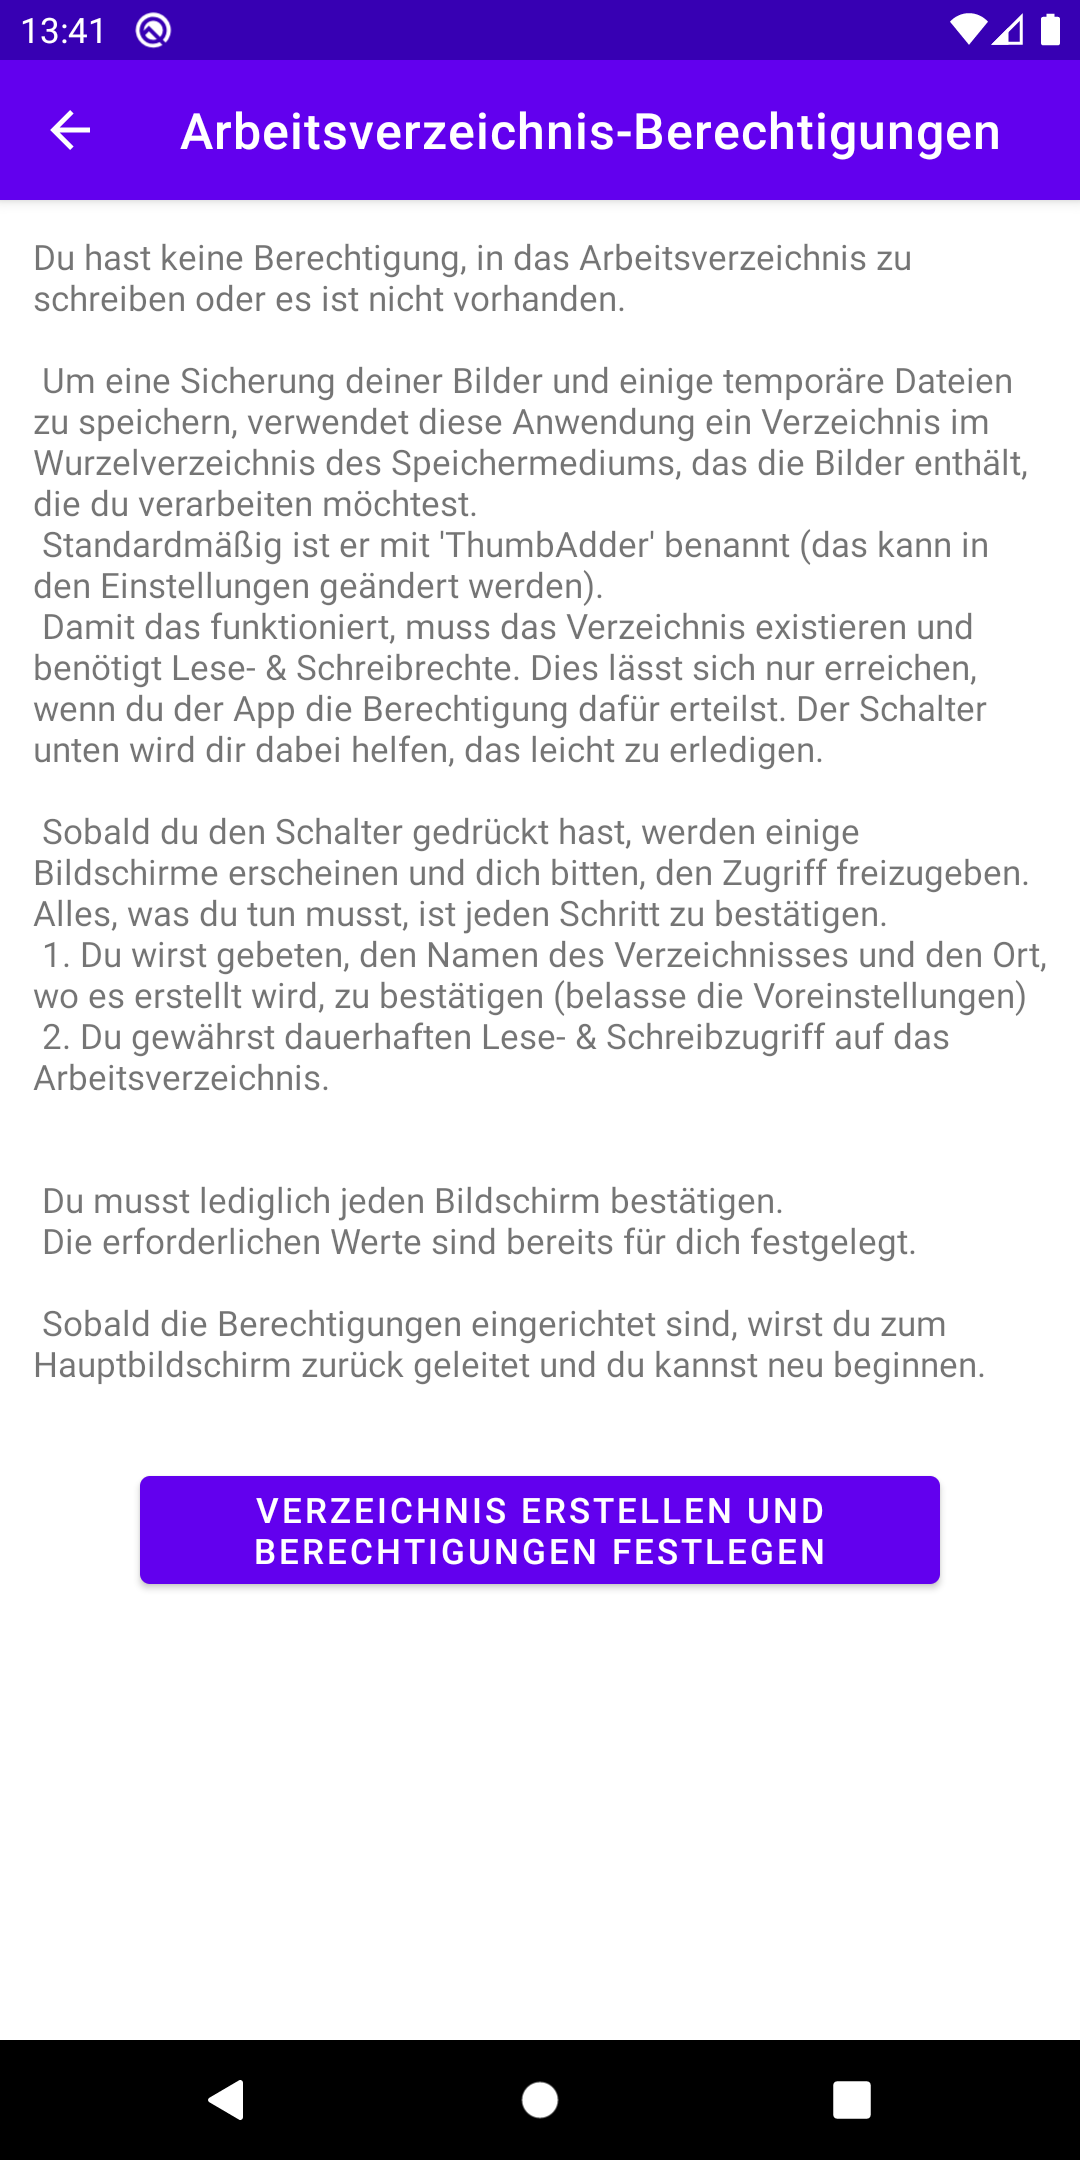 13:41
Arbeitsverzeichnis-Berechtigungen
Du hast keine Berechtigung, in das Arbeitsverzeichnis zu
schreiben oder es ist nicht vorhanden.
Um eine Sicherung deiner Bilder und einige temporäre Dateien
zu speichern, verwendet diese Anwendung ein Verzeichnis im
Wurzelverzeichnis des Speichermediums, das die Bilder enthält,
die du verarbeiten möchtest.
Standardmäßig ist er mit 'ThumbAdder' benannt (das kann in
den Einstellungen geändert werden).
Damit das funktioniert, muss das Verzeichnis existieren und
benötigt Lese- & Schreibrechte. Dies lässt sich nur erreichen,
wenn du der App die Berechtigung dafür erteilst. Der Schalter
unten wird dir dabei helfen, das leicht zu erledigen.
Sobald du den Schalter gedrückt hast, werden einige
Bildschirme erscheinen und dich bitten, den Zugriff freizugeben.
Alles, was du tun musst, ist jeden Schritt zu bestätigen.
1. Du wirst gebeten, den Namen des Verzeichnisses und den Ort,
wo es erstellt wird, zu bestätigen (belasse die Voreinstellungen)
2. Du gewährst dauerhaften Lese- & Schreibzugriff auf das
Arbeitsverzeichnis.
Du musst lediglich jeden Bildschirm bestätigen.
Die erforderlichen Werte sind bereits für dich festgelegt.
Sobald die Berechtigungen eingerichtet sind, wirst du zum
Hauptbildschirm zurück geleitet und du kannst neu beginnen.
VERZEICHNIS ERSTELLEN UND
BERECHTIGUNGEN FESTLEGEN